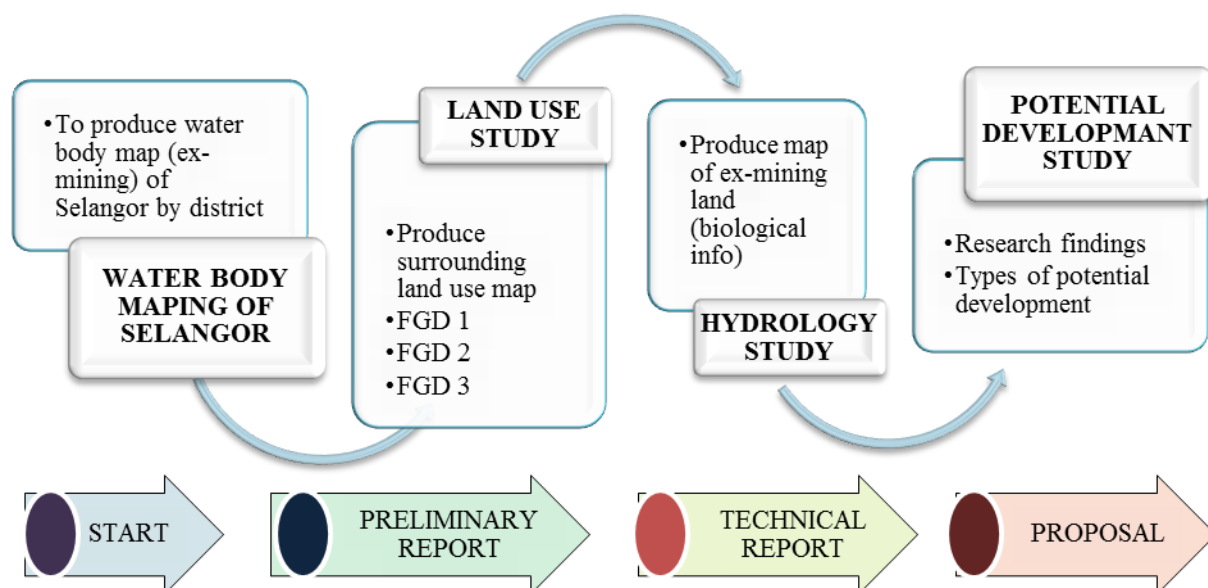 •To produce water
body map (ex-
mining) of
Selangor by district
WATER BODY
MAPING OF
SELANGOR
LAND USE
STUDY
•Produce
surrounding
land use map
•FGD 1
•FGD 2
•FGD 3
•Produce map
of ex-mining
land
(biological
info)
HYDROLOGY
STUDY
POTENTIAL
DEVELOPMANT
STUDY
•Research findings
•Types of potential
development
START
PRELIMINARY
REPORT
TECHNICAL
REPORT
PROPOSAL